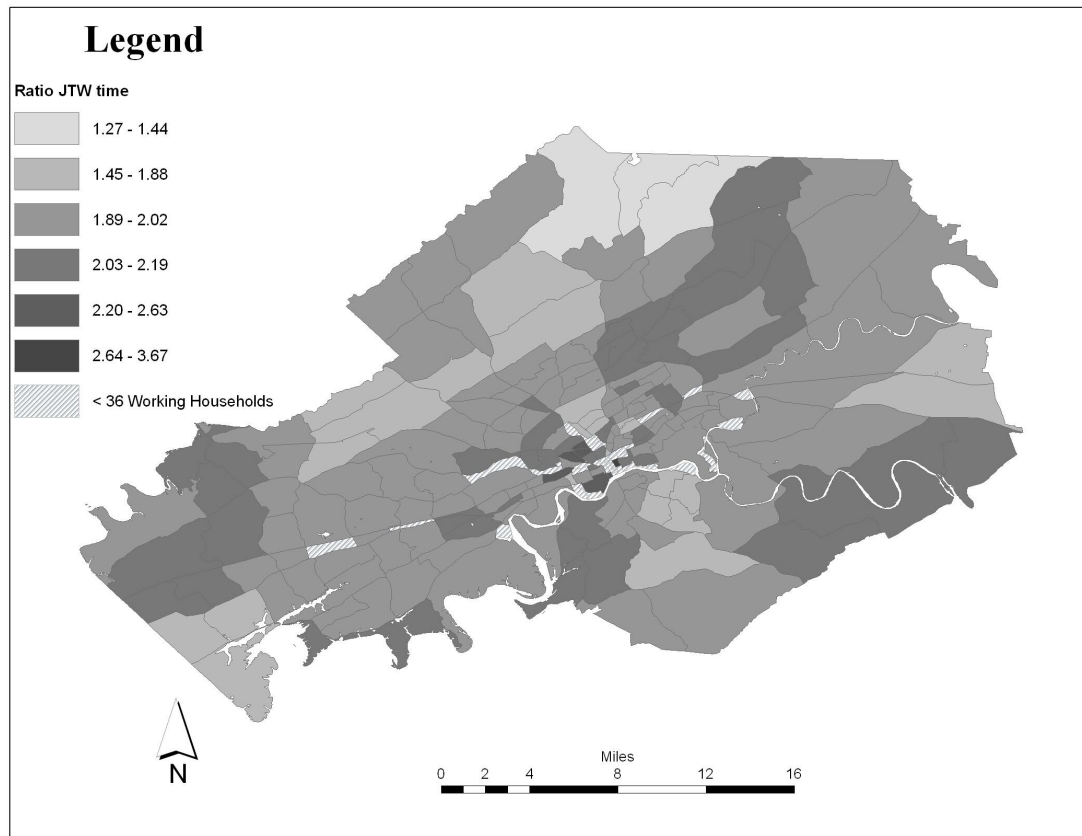 Legend
Ratio JTW time
1.27 - 1.44
1.45 - 1.88
1.89 - 2.02
2.03 - 2.19
2.20 - 2.63
2.64 - 3.67
< 36 Working Households
N
Miles
0 2 4 8 12 16